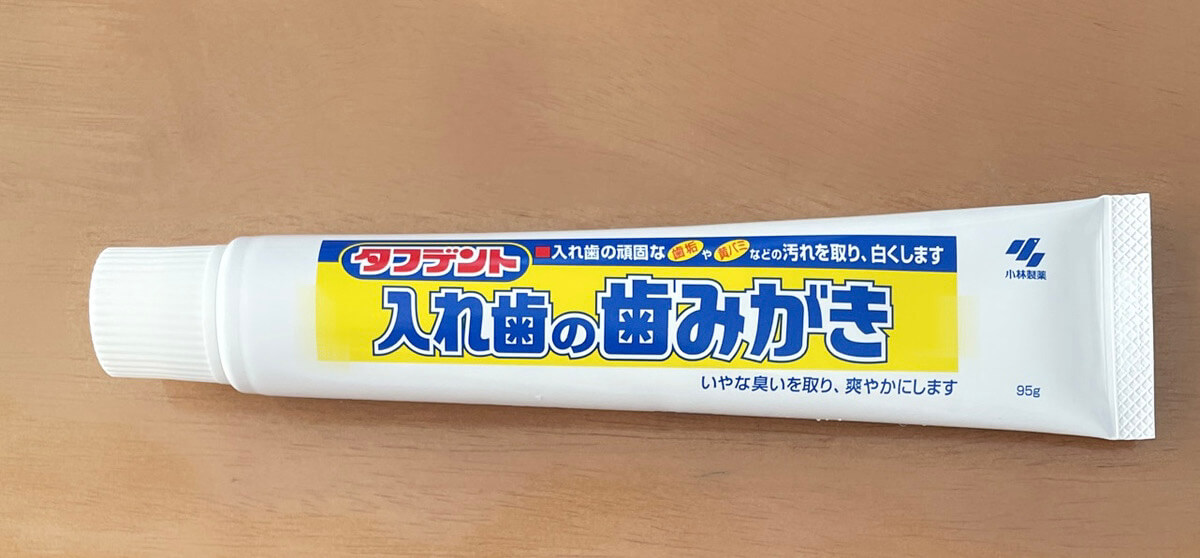 タフデント
■入れ歯の頑固な歯垢や黄バミなどの汚れを取り、白くします
入れ歯の歯みがき
いやな臭いを取り、爽やかにします
小林製薬
95g